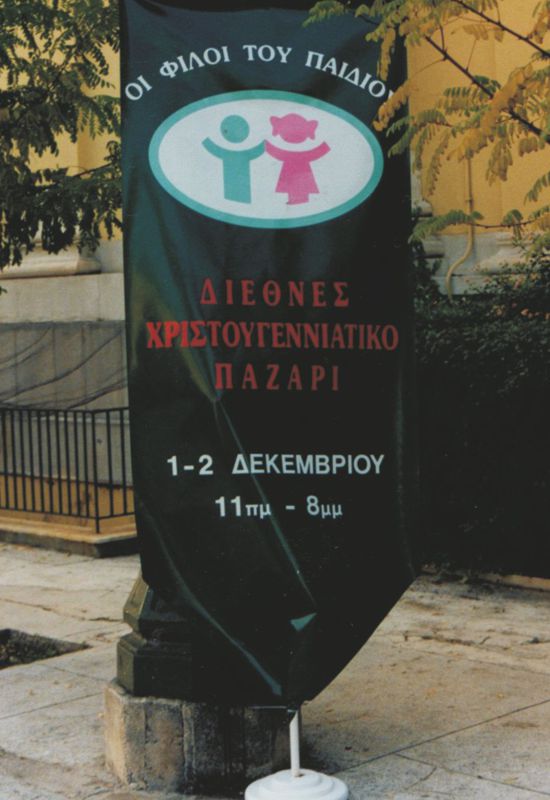 ΟΙ ΦΙΛΟΙ ΤΟΥ ΠΑΙΔΙΟΥ
ΔΙΕΘΝΕΣ
ΧΡΙΣΤΟΥΓΕΝΝΙΑΤΙΚΟ
ΠΑΖΑΡΙ
1-2 ΔΕΚΕΜΒΡΙΟΥ
11πμ - 8μμ